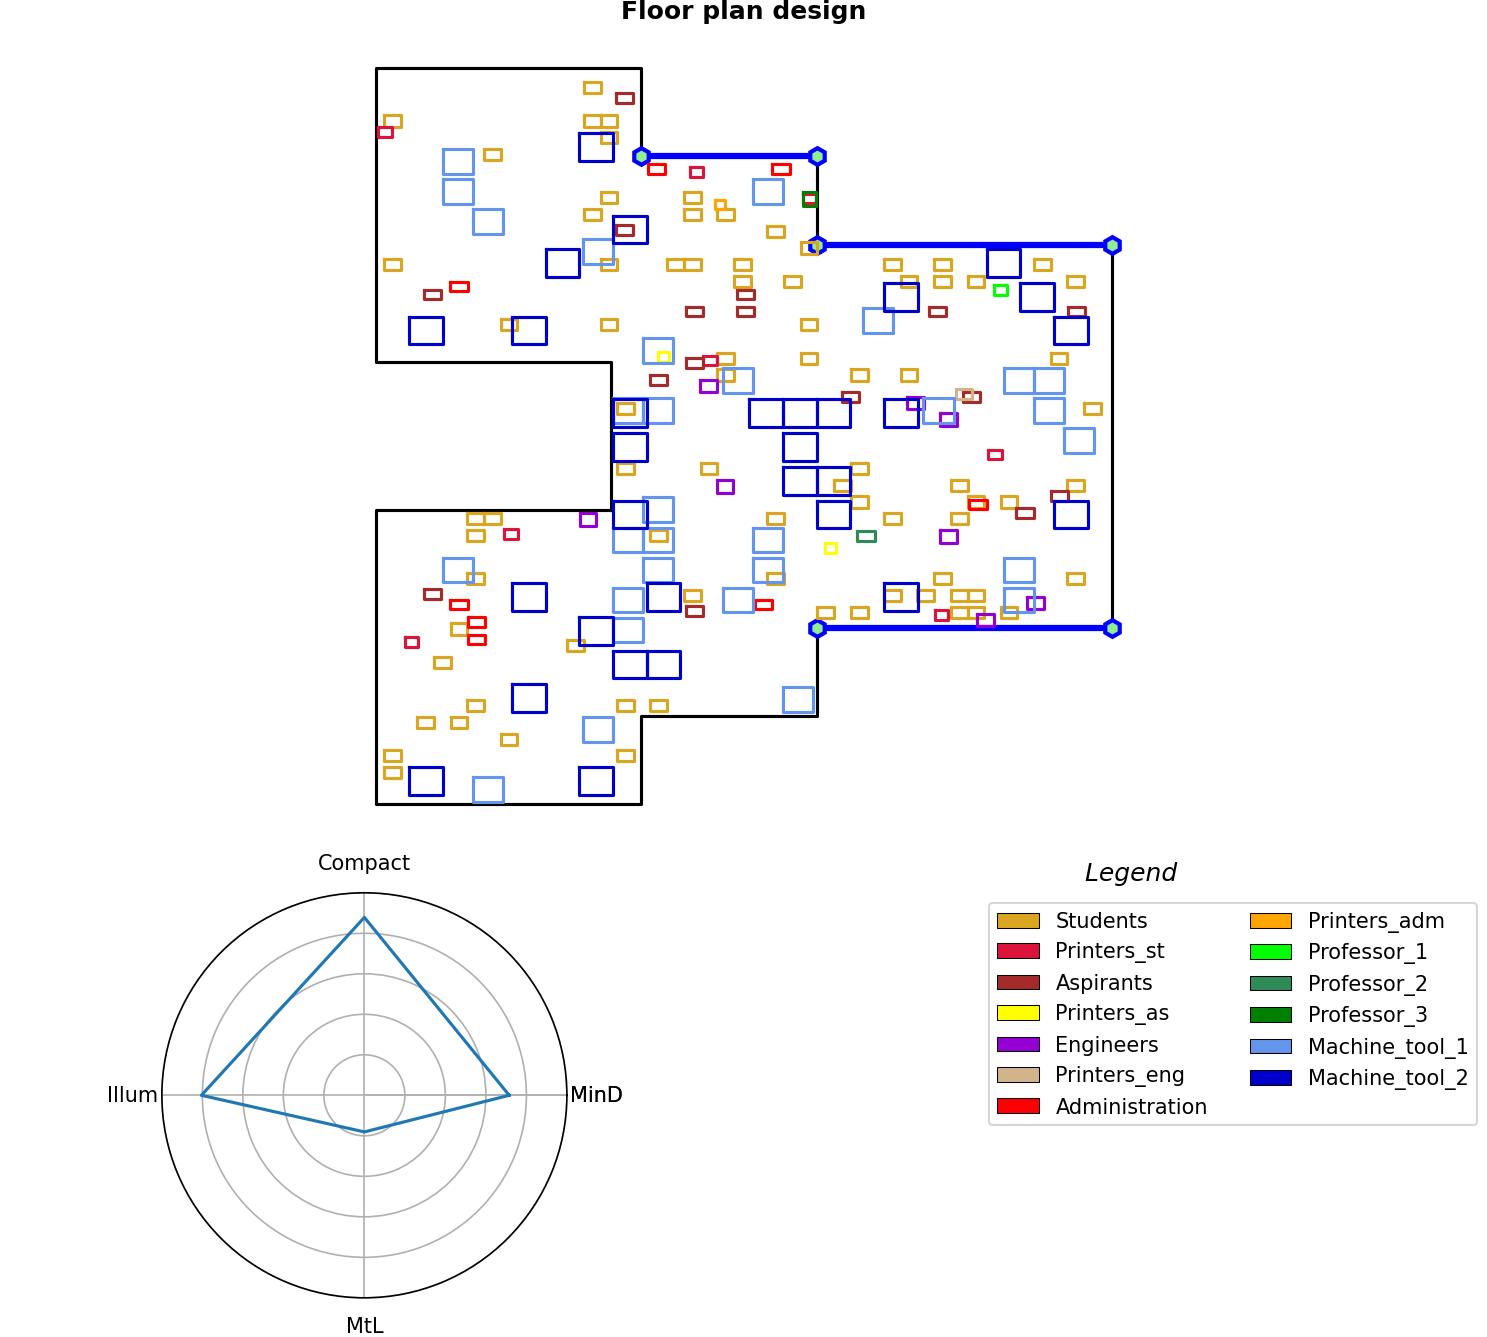 Floor plan design
Compact
Illum
MinD
MtL
Legend
Students
Printers_st
Aspirants
Printers_as
Engineers
Printers_eng
Administration
Printers_adm
Professor_1
Professor_2
Professor_3
Machine_tool_1
Machine_tool_2